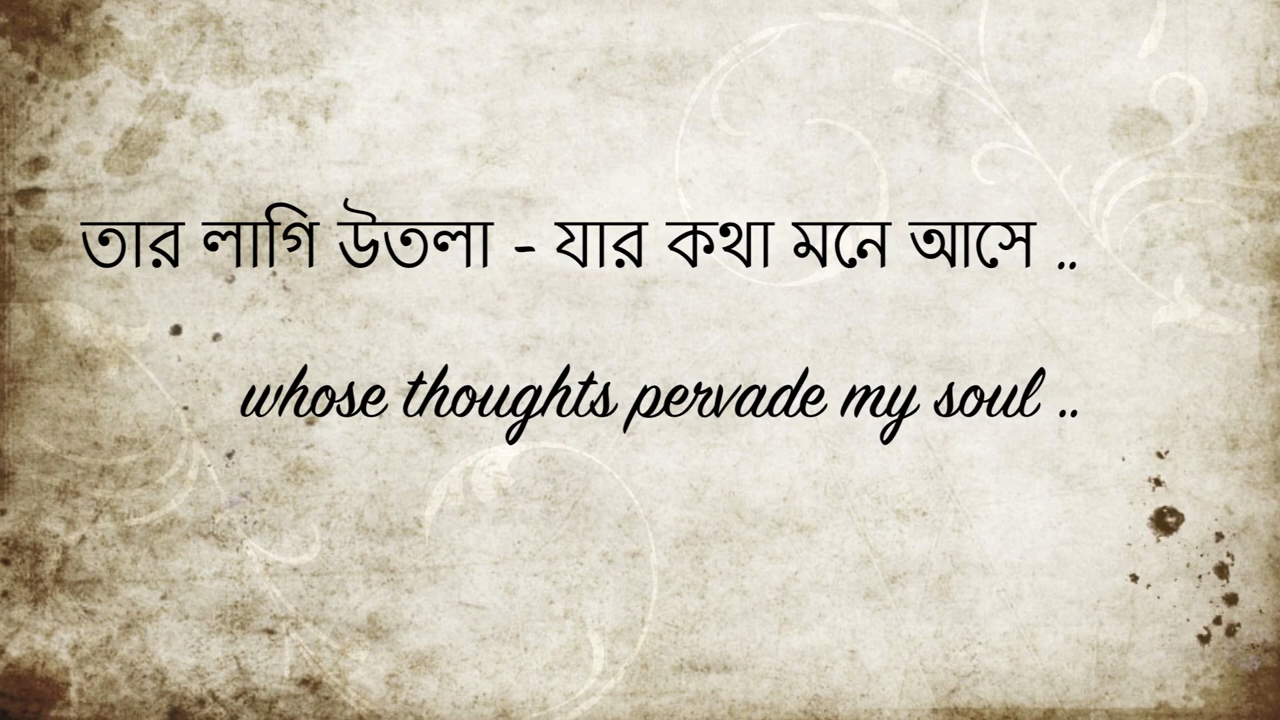 তার লাগি উতলা - যার কথা মনে আসে ..
whose thoughts pervade my soul ..